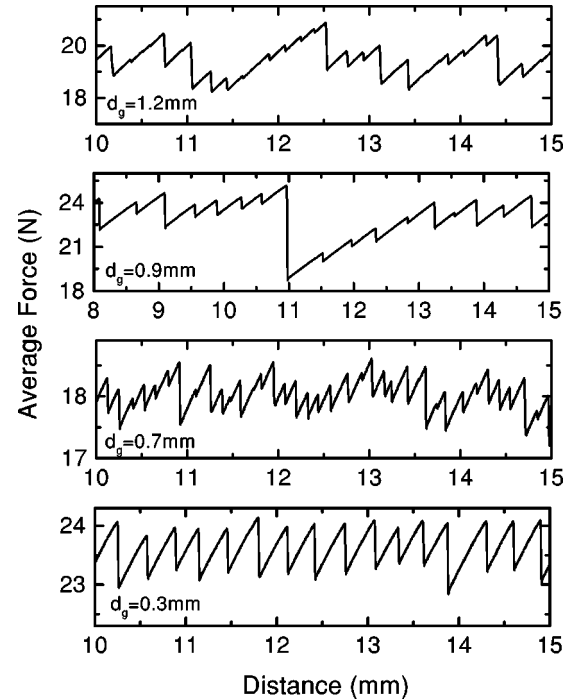 20
18
d_g=1.2mm
10 11 12 13 14 15
24
21
18
d_g=0.9mm
8 9 10 11 12 13 14 15
Average Force (N)
18
17
d_g=0.7mm
10 11 12 13 14 15
24
23
d_g=0.3mm
10 11 12 13 14 15
Distance (mm)